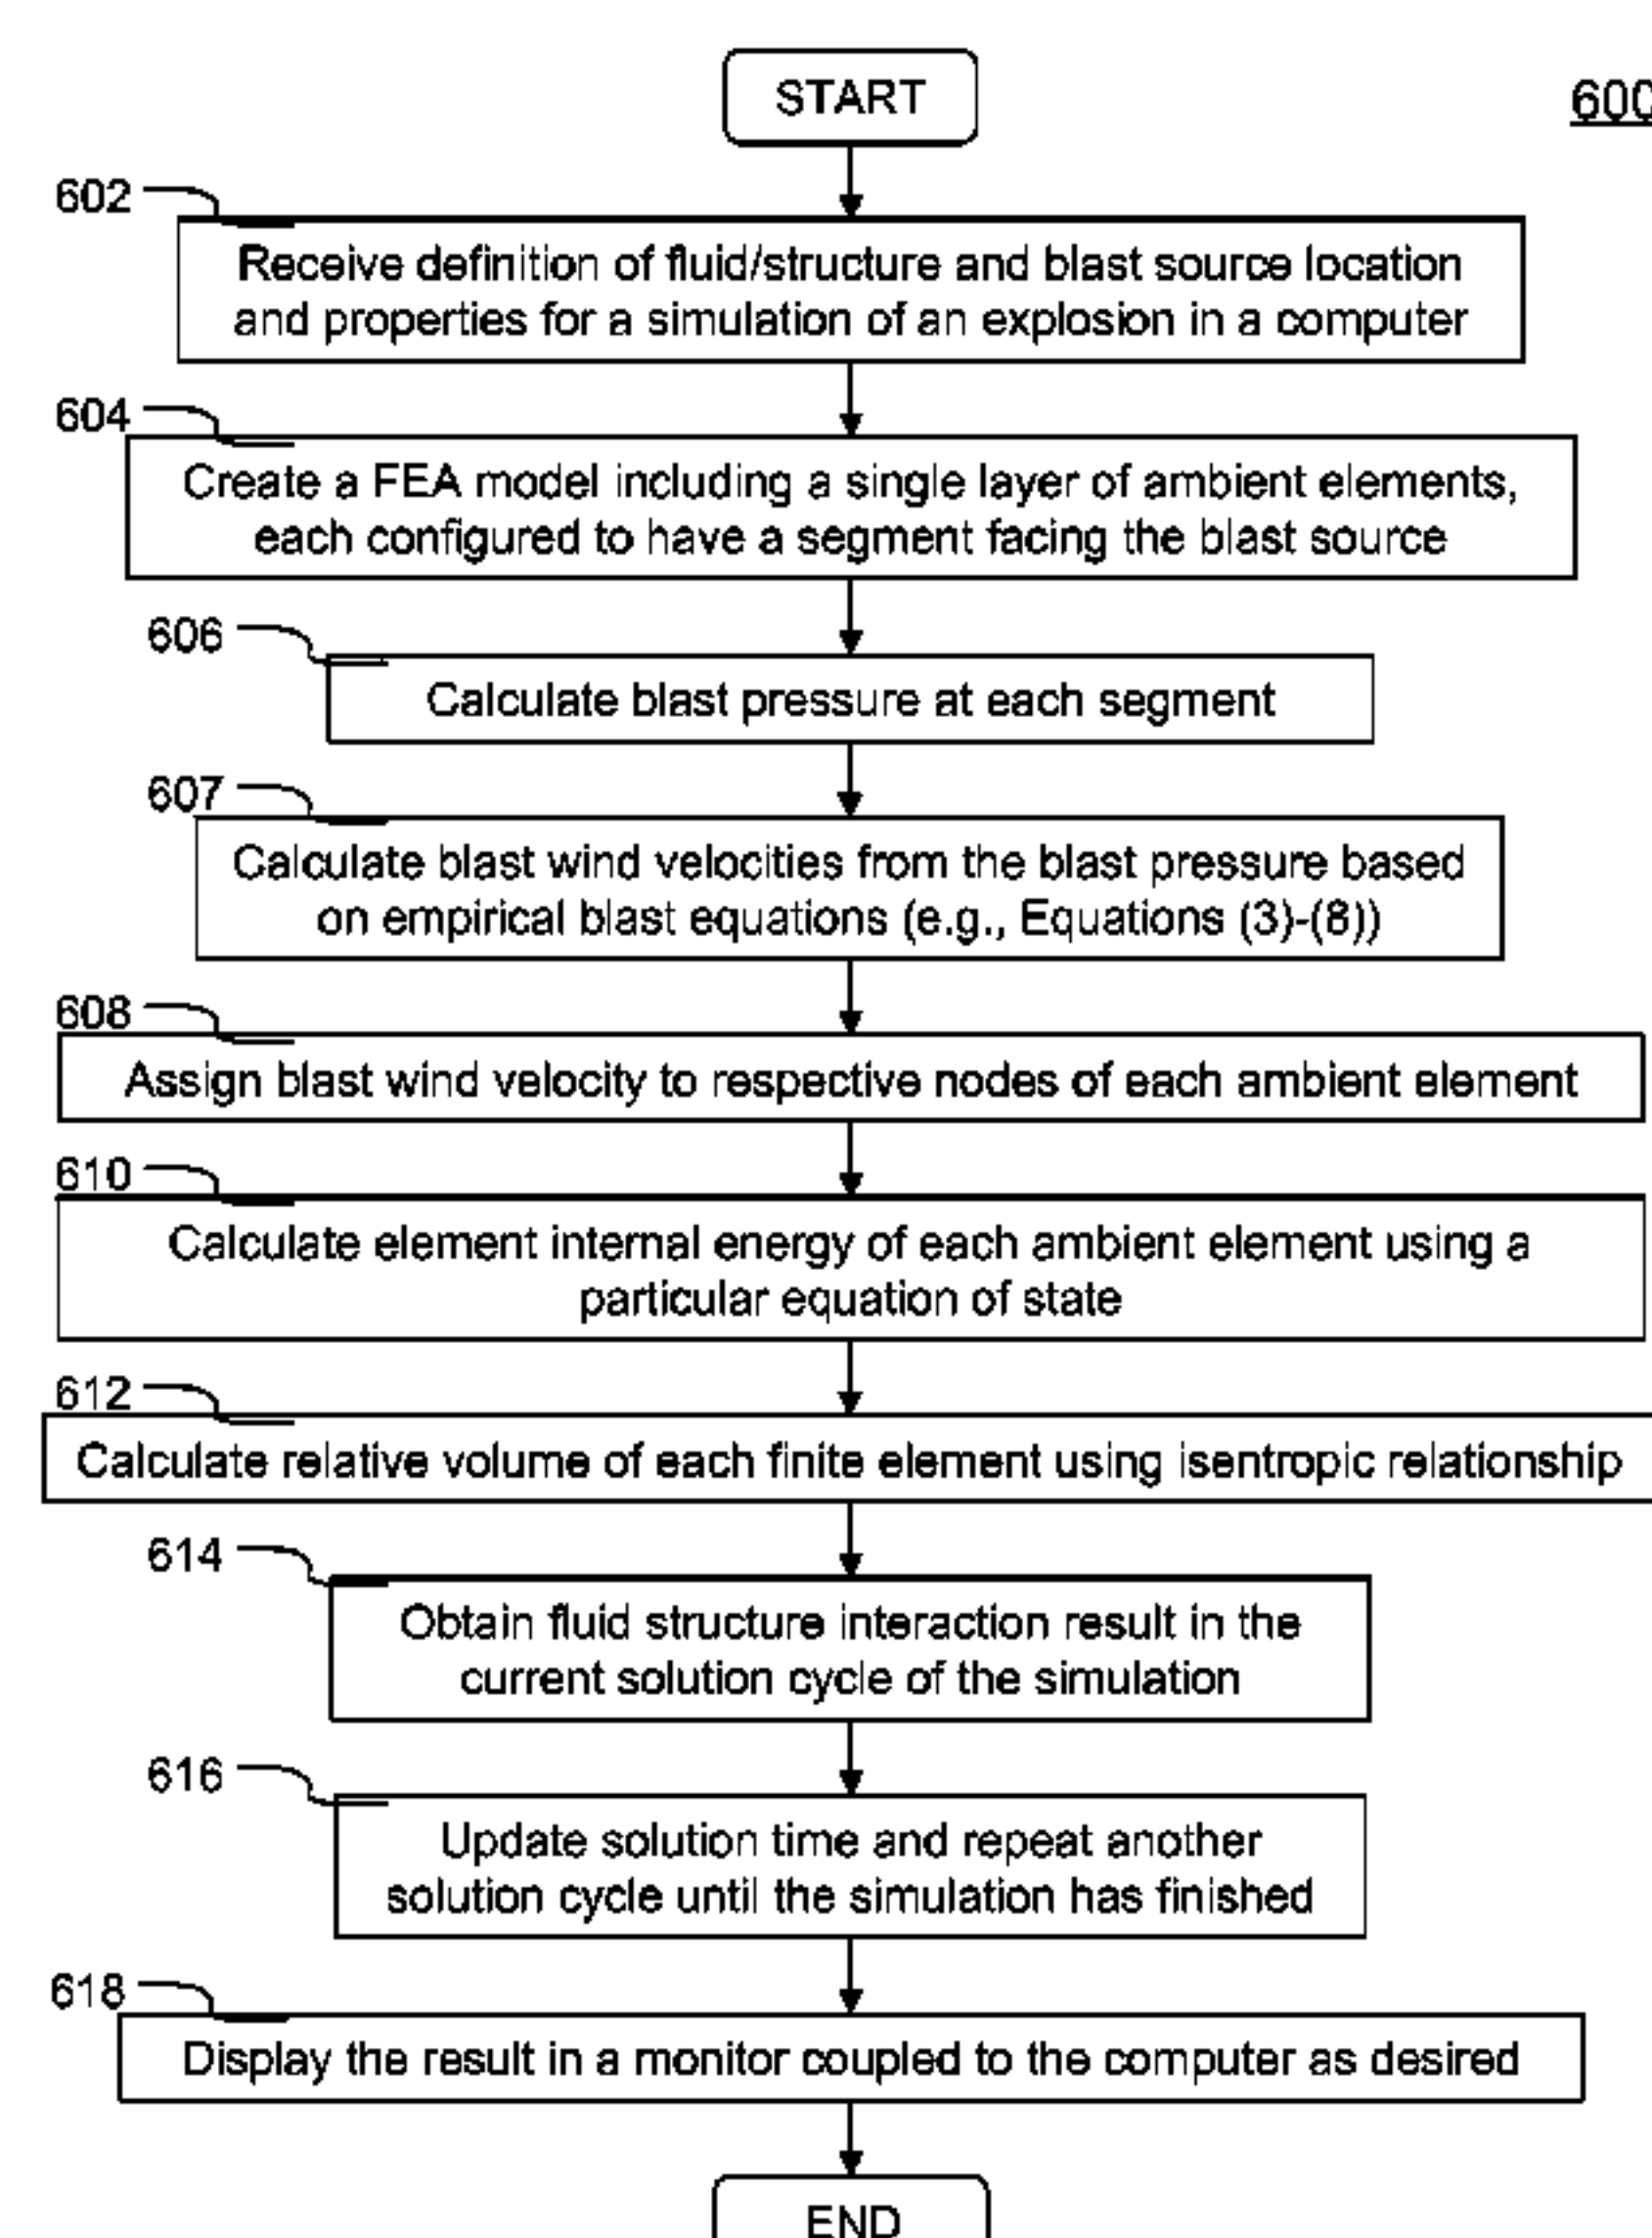 START
600
602
Receive definition of fluid/structure and blast source location
and properties for a simulation of an explosion in a computer
604
Create a FEA model including a single layer of ambient elements,
each configured to have a segment facing the blast source
606
Calculate blast pressure at each segment
607
Calculate blast wind velocities from the blast pressure based
on empirical blast equations (e.g., Equations (3)-(8))
608
Assign blast wind velocity to respective nodes of each ambient element
610
Calculate element internal energy of each ambient element using a
particular equation of state
612
Calculate relative volume of each finite element using isentropic relationship
614
Obtain fluid structure interaction result in the
current solution cycle of the simulation
616
Update solution time and repeat another
solution cycle until the simulation has finished
618
Display the result in a monitor coupled to the computer as desired
END